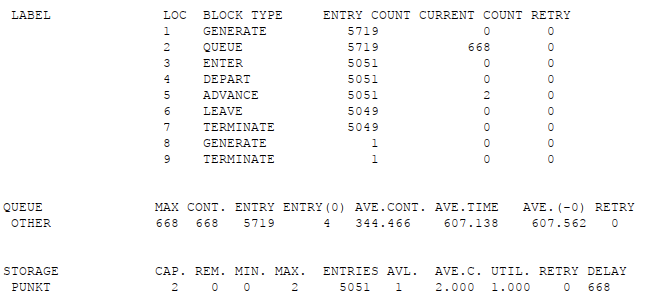 LABEL LOC BLOCK TYPE ENTRY COUNT CURRENT COUNT RETRY
1 GENERATE 5719 0 0
2 QUEUE 5719 668 0
3 ENTER 5051 0 0
4 DEPART 5051 0 0
5 ADVANCE 5051 2 0
6 LEAVE 5049 0 0
7 TERMINATE 5049 0 0
8 GENERATE 1 0 0
9 TERMINATE 1 0 0
QUEUE MAX CONT. ENTRY ENTRY(0) AVE.CONT. AVE.TIME AVE.(-0) RETRY
OTHER 668 668 5719 4 344.466 607.138 607.562 0
STORAGE CAP. REM. MIN. MAX. ENTRIES AVL. AVE.C. UTIL. RETRY DELAY
PUNKT 2 0 0 2 5051 1 2.000 1.000 0 668